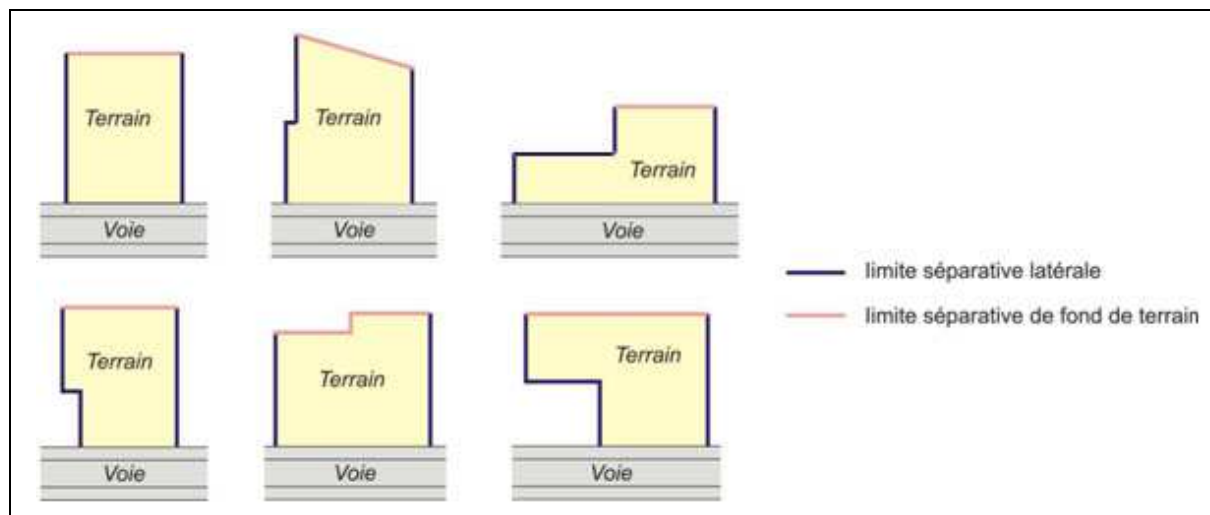 Terrain
Terrain
Terrain
Voie
Voie
Voie
limite séparative latérale
limite séparative de fond de terrain
Terrain
Terrain
Terrain
Voie
Voie
Voie